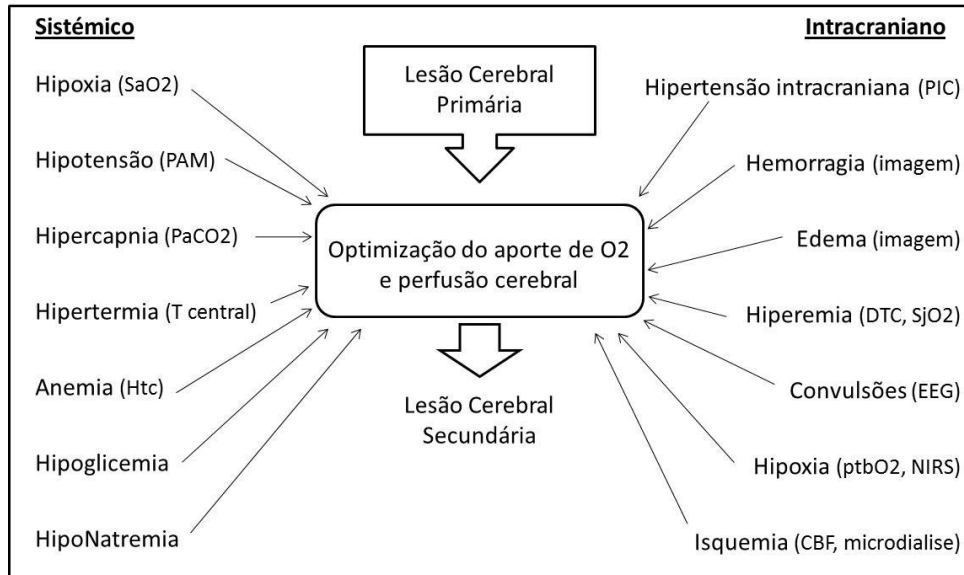 Sistémico
Hipoxia (SaO2)
Hipotensão (PAM)
Hipercapnia (PaCO2)
Hipertermia (T central)
Anemia (Htc)
Hipoglicemia
HipoNatremia
Lesão Cerebral
Primária
Optimização do aporte de O2
e perfusão cerebral
Lesão Cerebral
Secundária
Intracraniano
Hipertensão intracraniana (PIC)
Hemorragia (imagem)
Edema (imagem)
Hiperemia (DTC, SjO2)
Convulsões (EEG)
Hipoxia (ptbO2, NIRS)
Isquemia (CBF, microdialise)